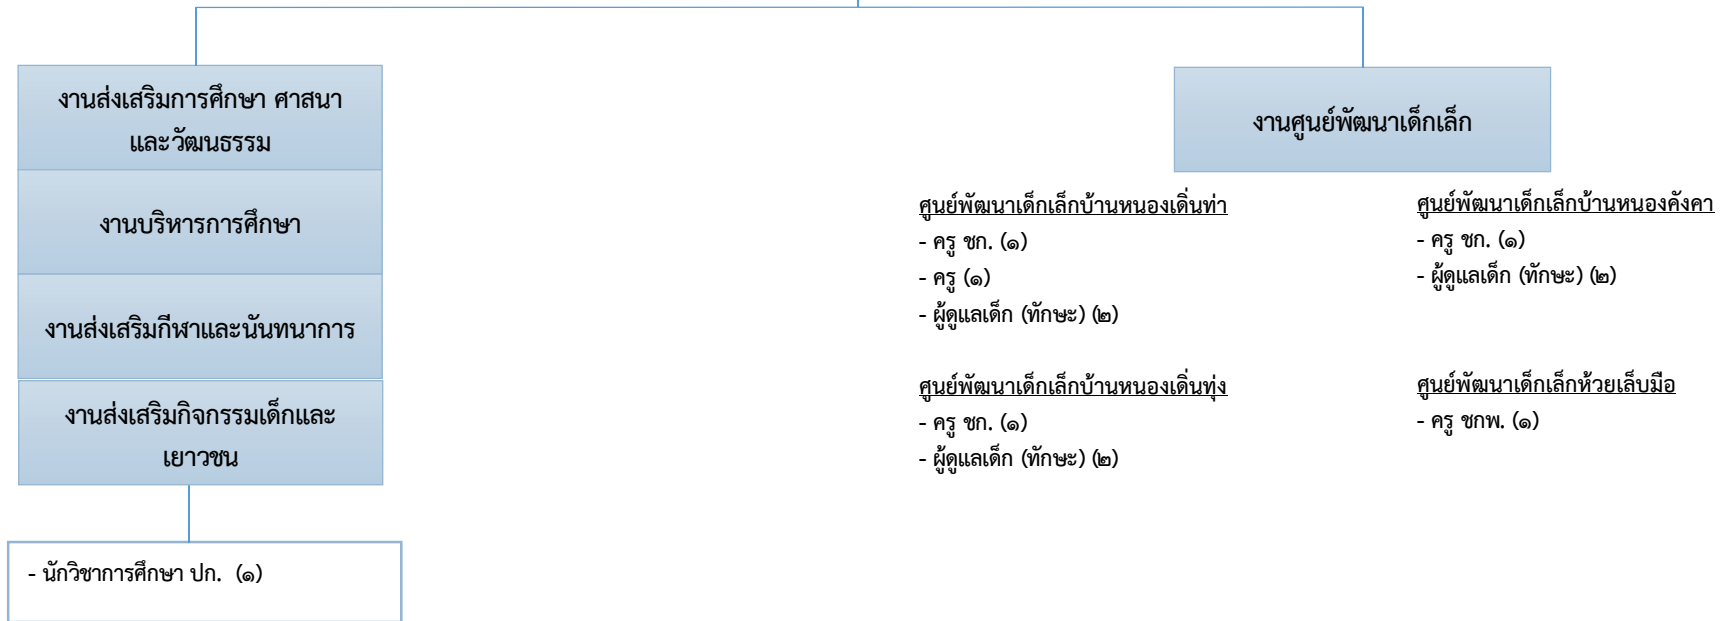 งานส่งเสริมการศึกษา ศาสนา
และวัฒนธรรม
งานบริหารการศึกษา
งานส่งเสริมกีฬาและนันทนาการ
งานส่งเสริมกิจกรรมเด็กและ
เยาวชน
- นักวิชาการศึกษา ปก. (๑)
งานศูนย์พัฒนาเด็กเล็ก
ศูนย์พัฒนาเด็กเล็กบ้านหนองเดิ่นท่า
- ครู ชก. (๑)
- ครู (๑)
- ผู้ดูแลเด็ก (ทักษะ) (๒)
ศูนย์พัฒนาเด็กเล็กบ้านหนองคังคา
- ครู ชก. (๑)
- ผู้ดูแลเด็ก (ทักษะ) (๒)
ศูนย์พัฒนาเด็กเล็กบ้านหนองเดิ่นทุ่ง
- ครู ชก. (๑)
- ผู้ดูแลเด็ก (ทักษะ) (๒)
ศูนย์พัฒนาเด็กเล็กห้วยเล็บมือ
- ครู ชกพ. (๑)